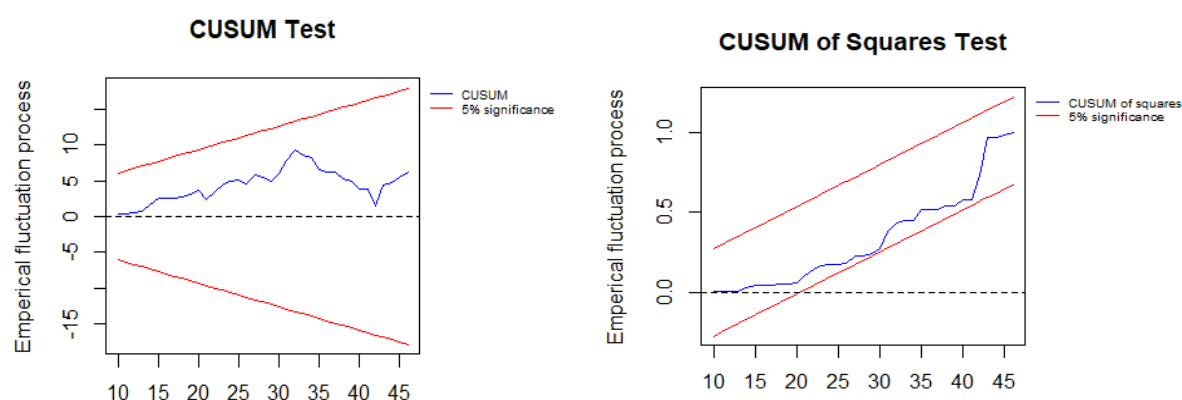 CUSUM Test
Emperical fluctuation process
10
5
0
-5
-15
10 15 20 25 30 35 40 45
CUSUM
5% significance
CUSUM of Squares Test
Emperical fluctuation process
1.0
0.5
0.0
10 15 20 25 30 35 40 45
CUSUM of squares
5% significance